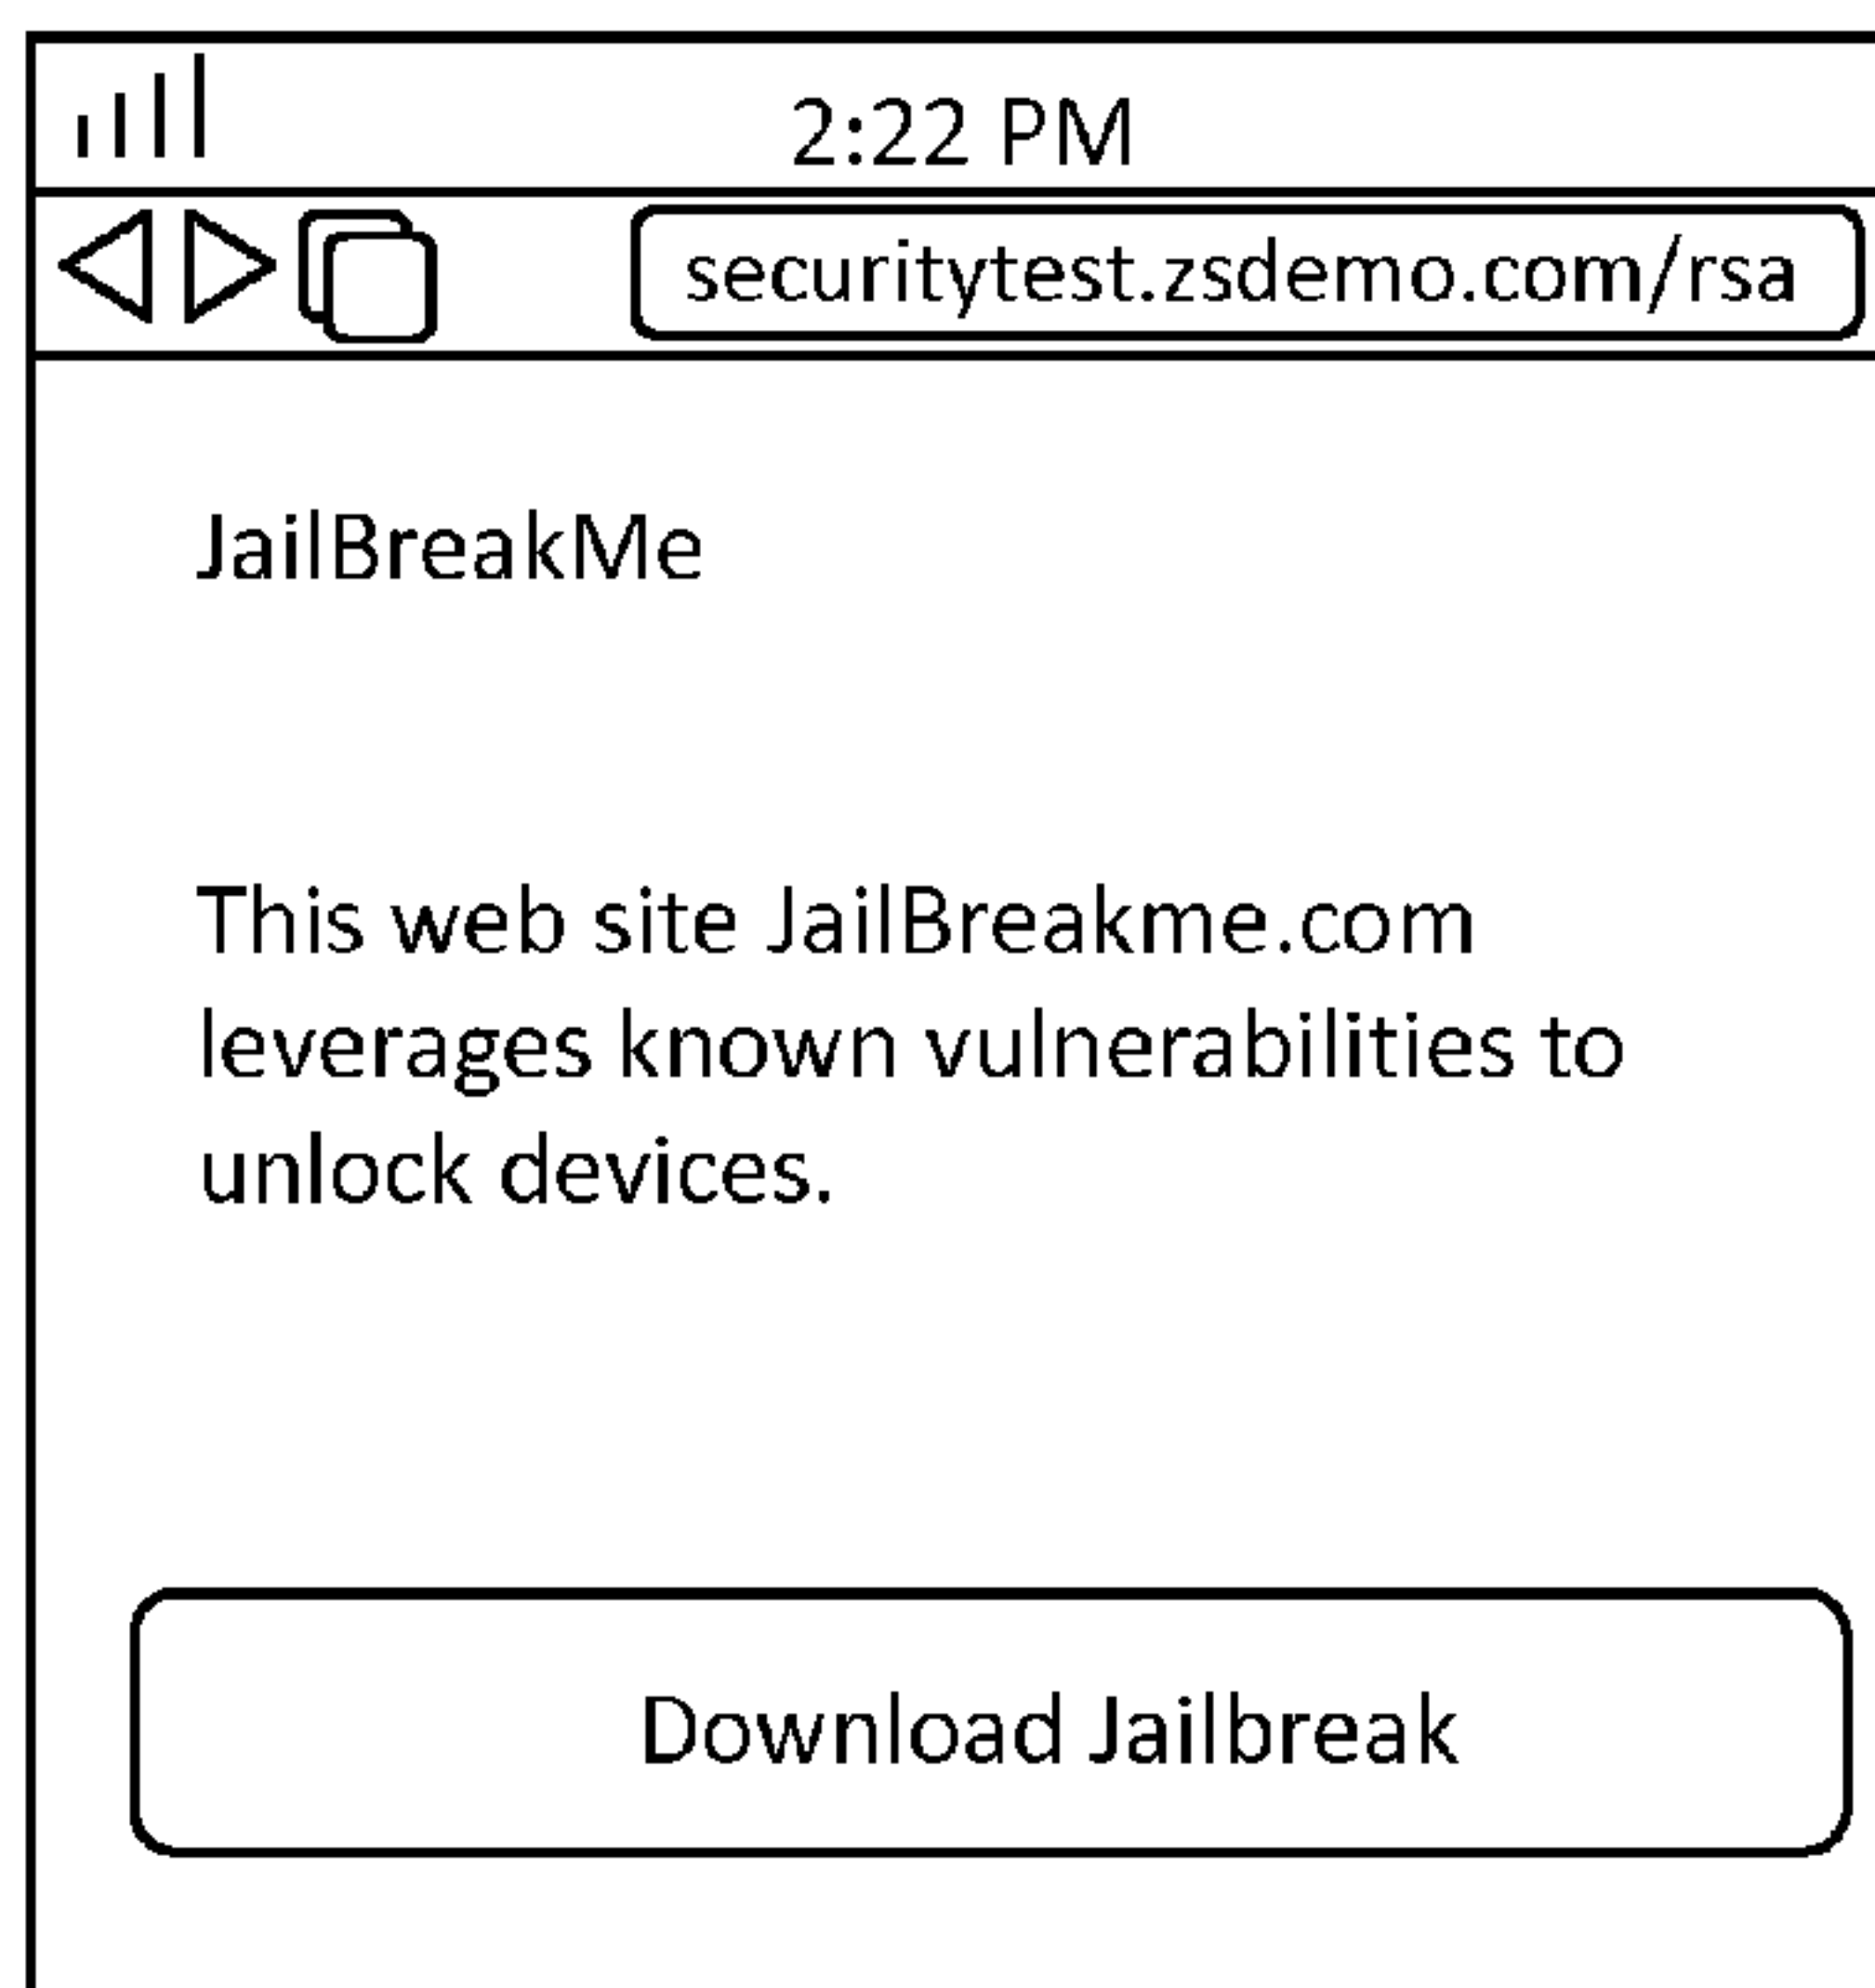 2:22 PM
securitytest.zsdemo.com/rsa
JailBreakMe
This web site JailBreakme.com
leverages known vulnerabilities to
unlock devices.
Download Jailbreak